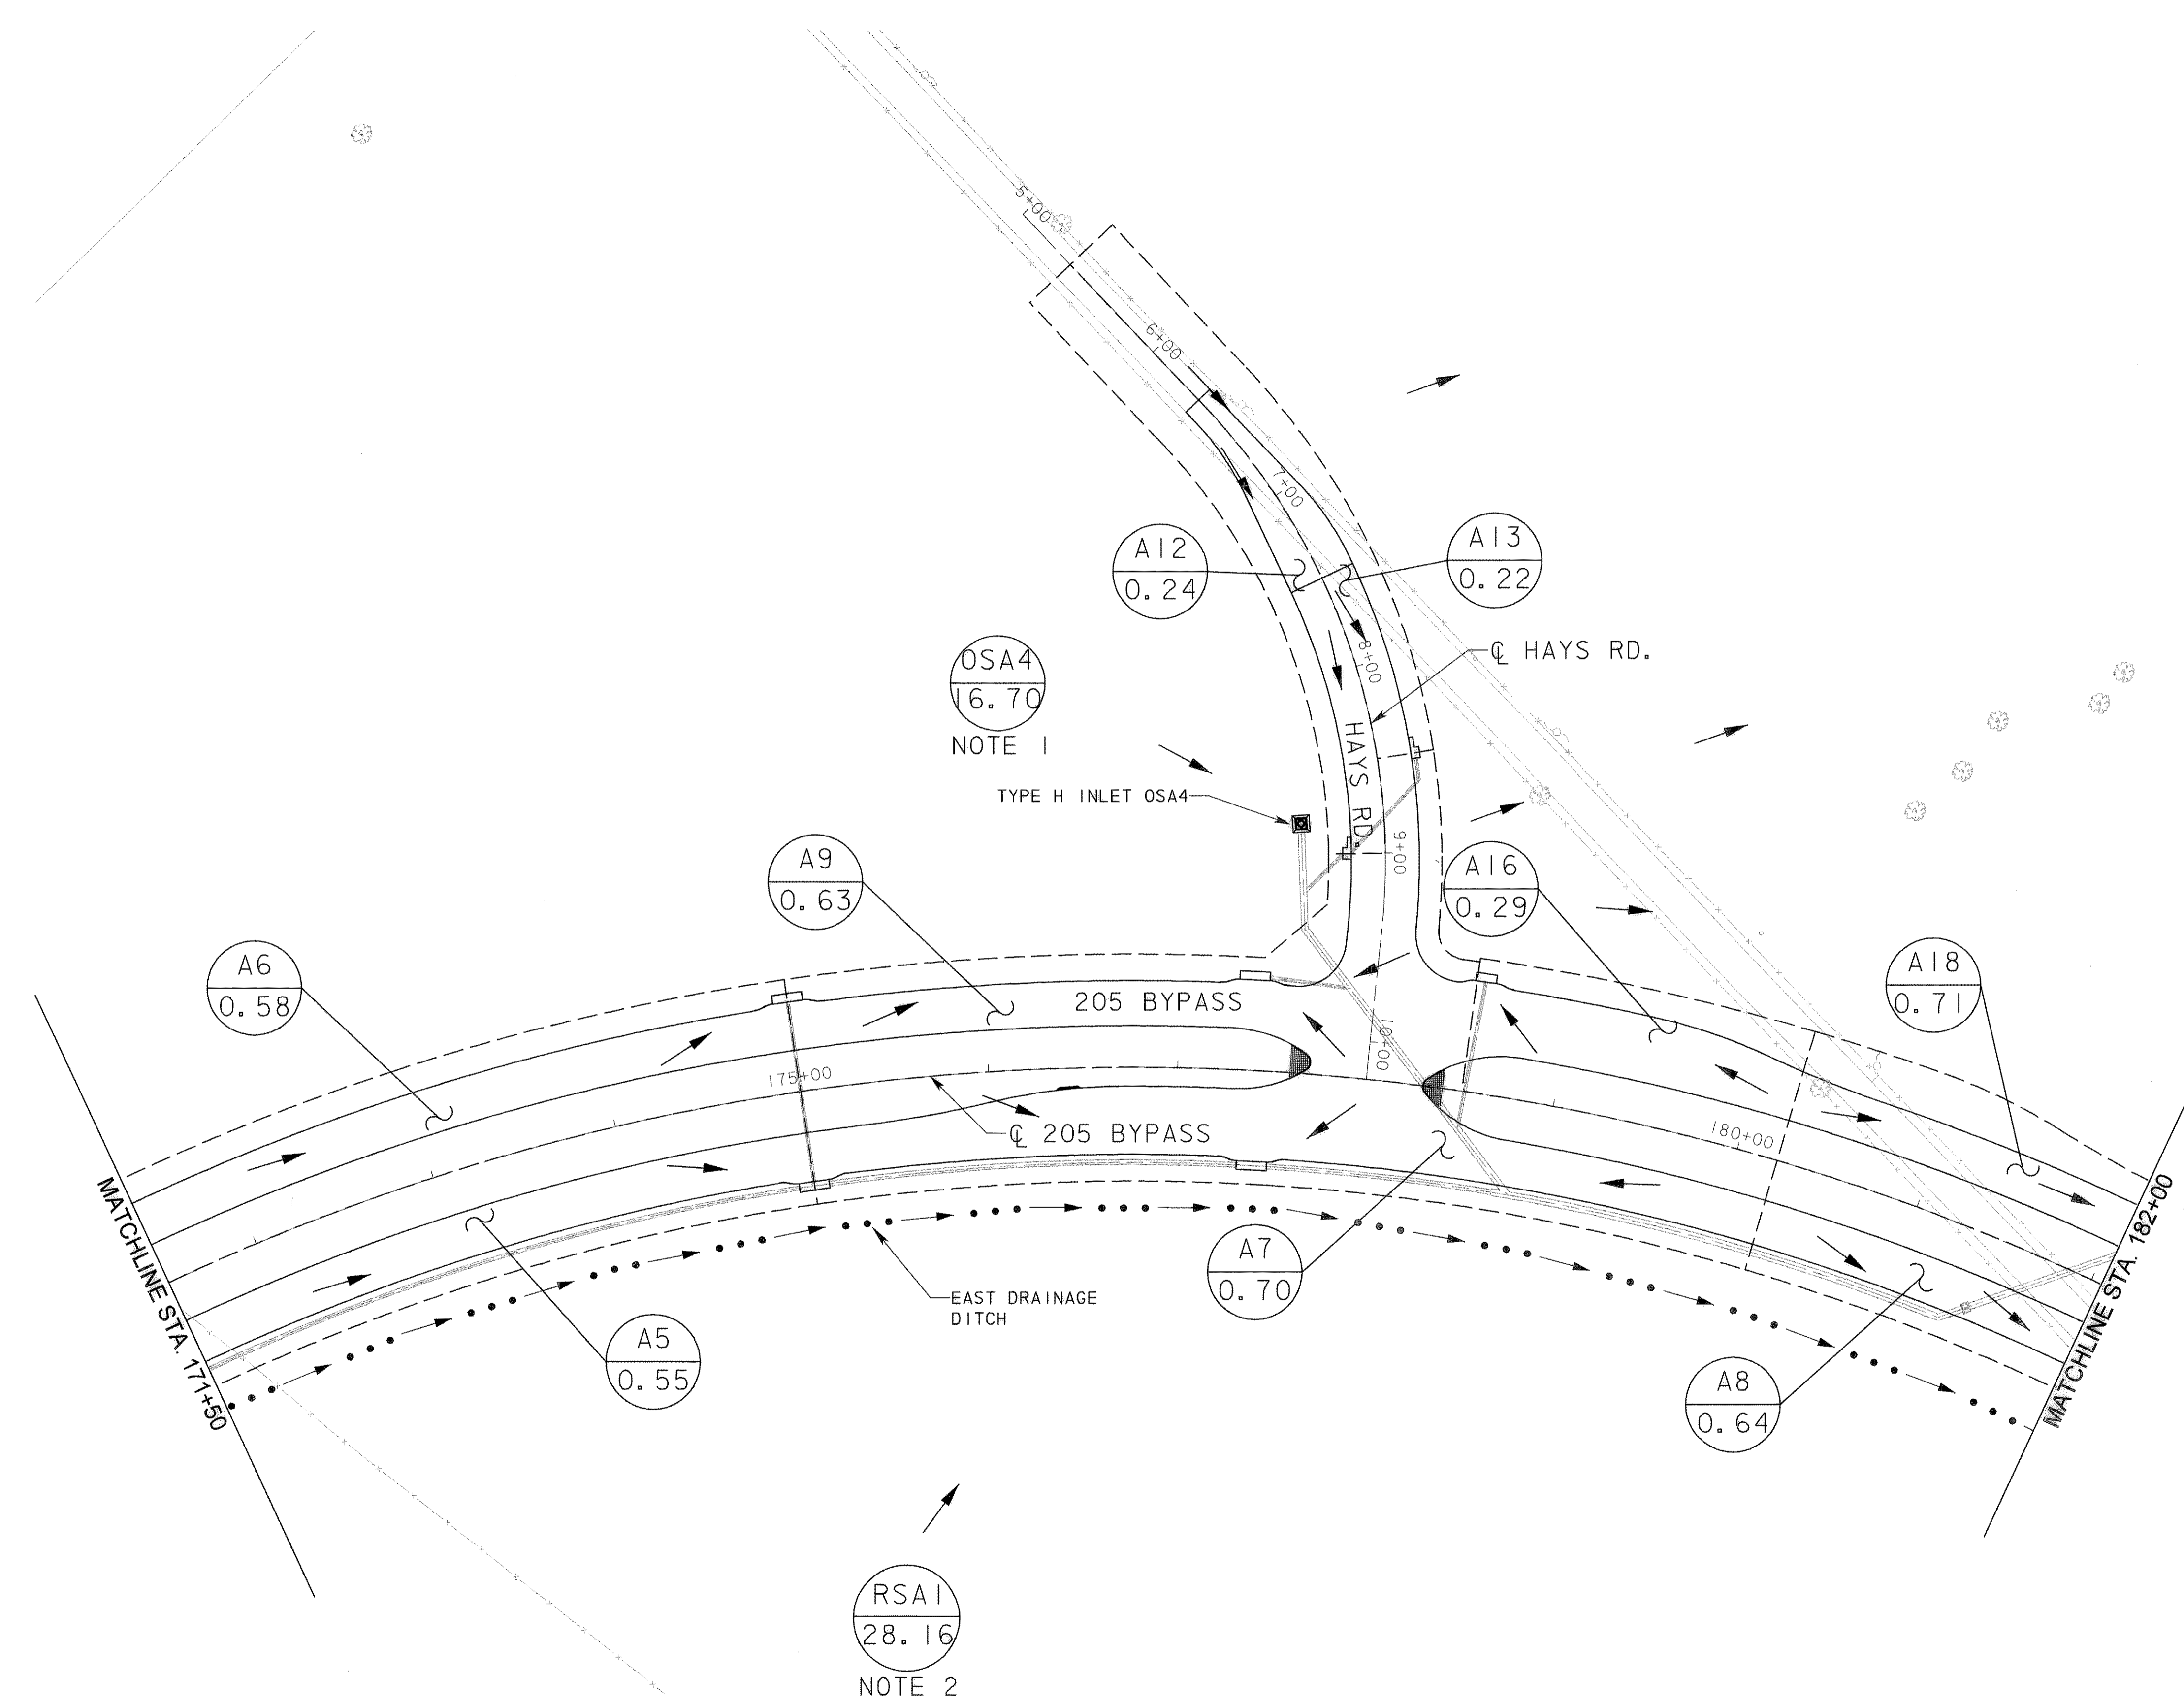 5+00
6+00
7+00
A12
0.24
A13
0.22
8+00
℄ HAYS RD.
OSA4
16.70
NOTE 1
HAYS RD.
TYPE H INLET OSA4
9+00
A9
0.63
A16
0.29
A6
0.58
A18
0.71
205 BYPASS
10+00
175+00
℄ 205 BYPASS
180+00
MATCHLINE STA. 171+50
MATCHLINE STA. 182+00
A7
0.70
EAST DRAINAGE
DITCH
A5
0.55
A8
0.64
RSA1
28.16
NOTE 2